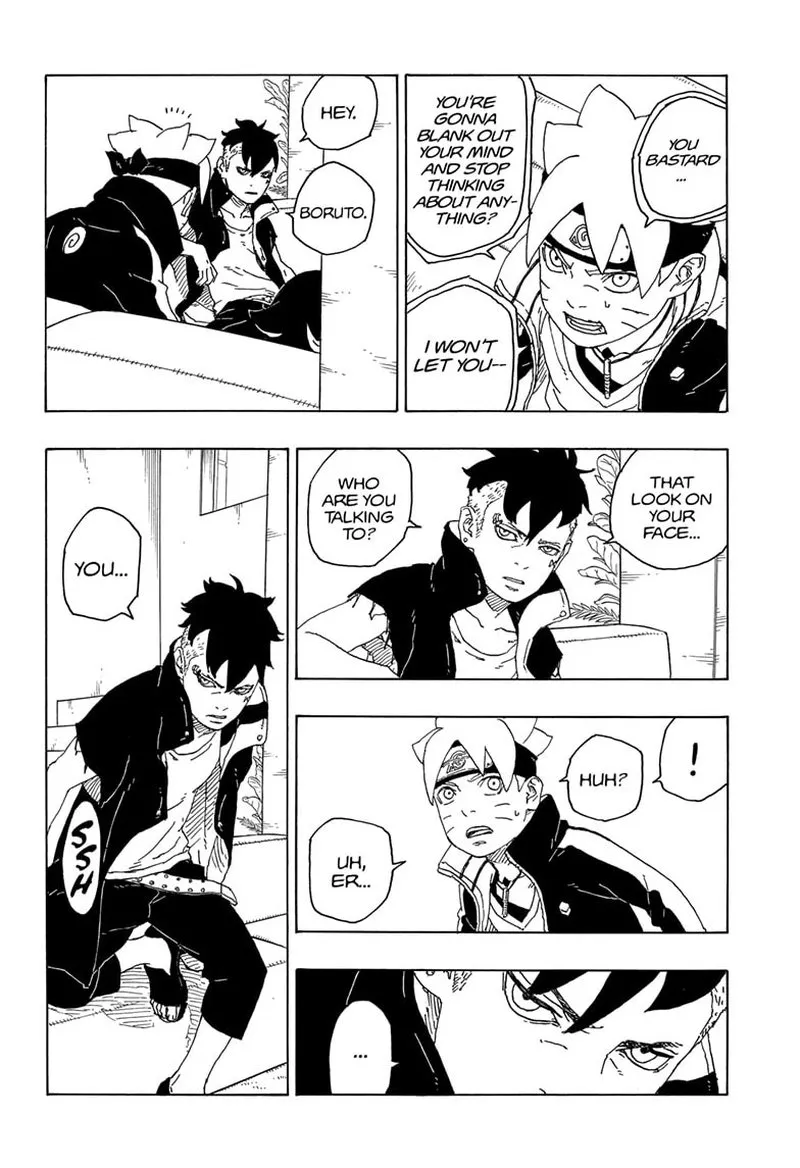 YOU
BASTARD
...
YOU'RE
GONNA
BLANK OUT
YOUR MIND
AND STOP
THINKING
ABOUT ANY-
THING?
I WON'T
LET YOU--
HEY.
BORUTO.
THAT
LOOK ON
YOUR
FACE...
WHO
ARE YOU
TALKING
TO?
!
HUH?
UH,
ER...
...
YOU...
SSH